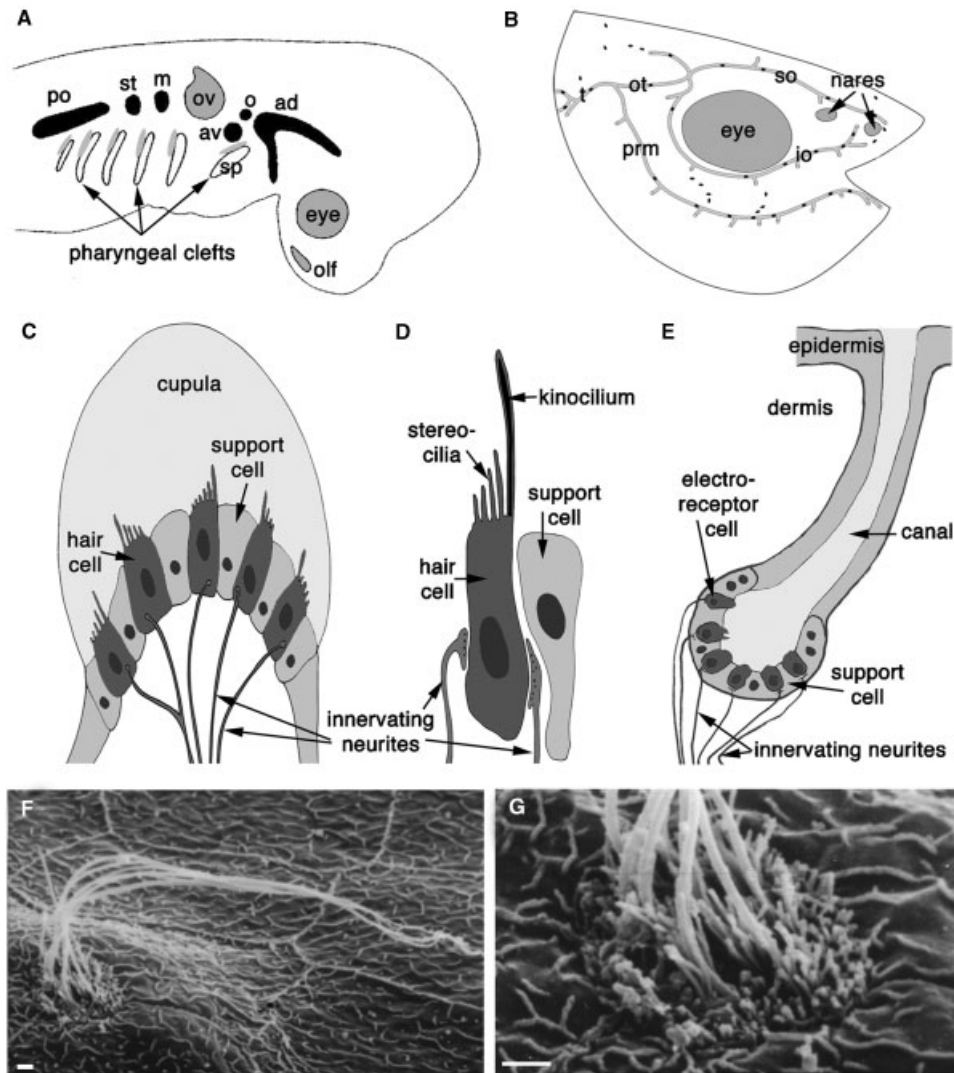 A
po
st
m
ov
o
ad
av
sp
eye
olf
pharyngeal clefts
B
t
ot
so
nares
eye
prm
io
C
cupula
support
cell
hair
cell
D
kinocilium
stereo-
cilia
support
cell
hair
cell
innervating
neurites
E
epidermis
dermis
electro-
receptor
cell
canal
support
cell
innervating neurites
F
G